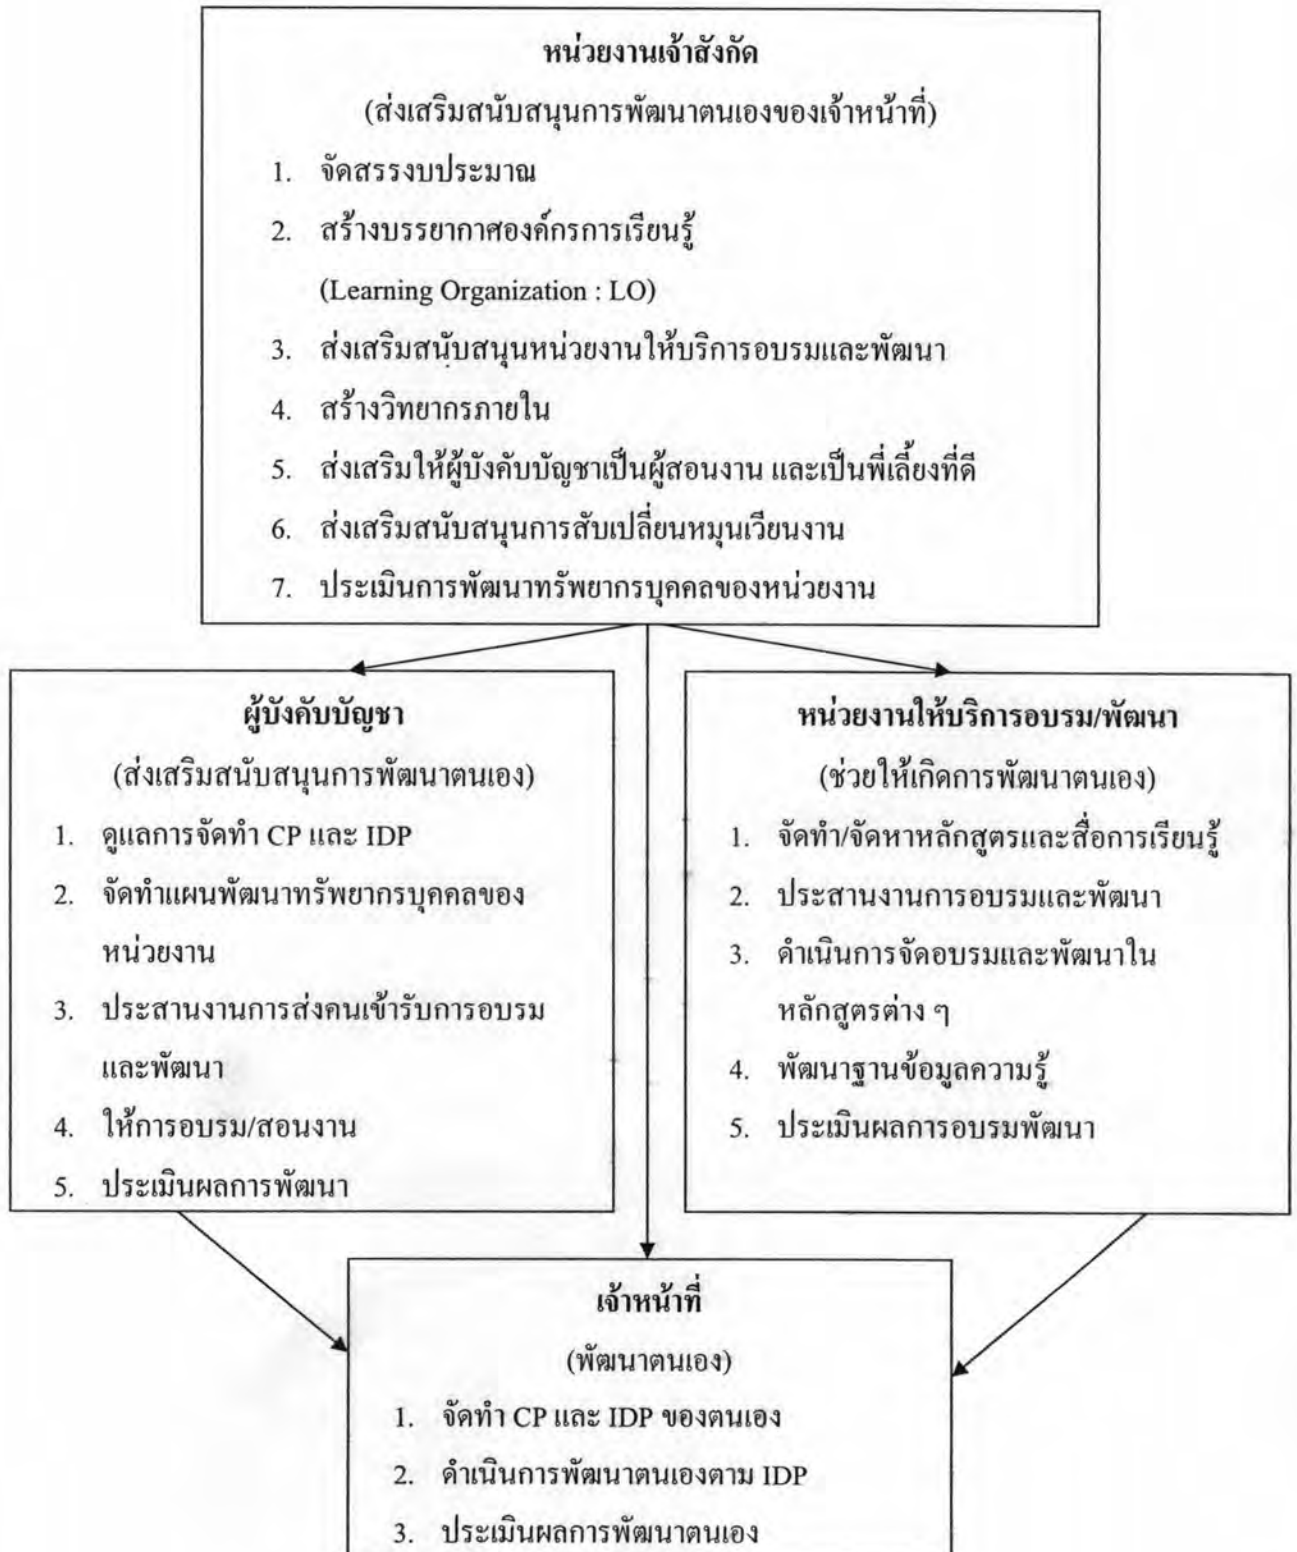 หน่วยงานเจ้าสังกัด
(ส่งเสริมสนับสนุนการพัฒนาตนเองของเจ้าหน้าที่)
1. จัดสรรงบประมาณ
2. สร้างบรรยากาศองค์กรการเรียนรู้
(Learning Organization : LO)
3. ส่งเสริมสนับสนุนหน่วยงานให้บริการอบรมและพัฒนา
4. สร้างวิทยากรภายใน
5. ส่งเสริมให้ผู้บังคับบัญชาเป็นผู้สอนงาน และเป็นพี่เลี้ยงที่ดี
6. ส่งเสริมสนับสนุนการสับเปลี่ยนหมุนเวียนงาน
7. ประเมินการพัฒนาทรัพยากรบุคคลของหน่วยงาน
ผู้บังคับบัญชา
(ส่งเสริมสนับสนุนการพัฒนาตนเอง)
1. ดูแลการจัดทำ CP และ IDP
2. จัดทำแผนพัฒนาทรัพยากรบุคคลของ
หน่วยงาน
3. ประสานงานการส่งคนเข้ารับการอบรม
และพัฒนา
4. ให้การอบรม/สอนงาน
5. ประเมินผลการพัฒนา
หน่วยงานให้บริการอบรม/พัฒนา
(ช่วยให้เกิดการพัฒนาตนเอง)
1. จัดทำ/จัดหาหลักสูตรและสื่อการเรียนรู้
2. ประสานงานการอบรมและพัฒนา
3. ดำเนินการจัดอบรมและพัฒนาใน
หลักสูตรต่าง ๆ
4. พัฒนาฐานข้อมูลความรู้
5. ประเมินผลการอบรมพัฒนา
เจ้าหน้าที่
(พัฒนาตนเอง)
1. จัดทำ CP และ IDP ของตนเอง
2. ดำเนินการพัฒนาตนเองตาม IDP
3. ประเมินผลการพัฒนาตนเอง